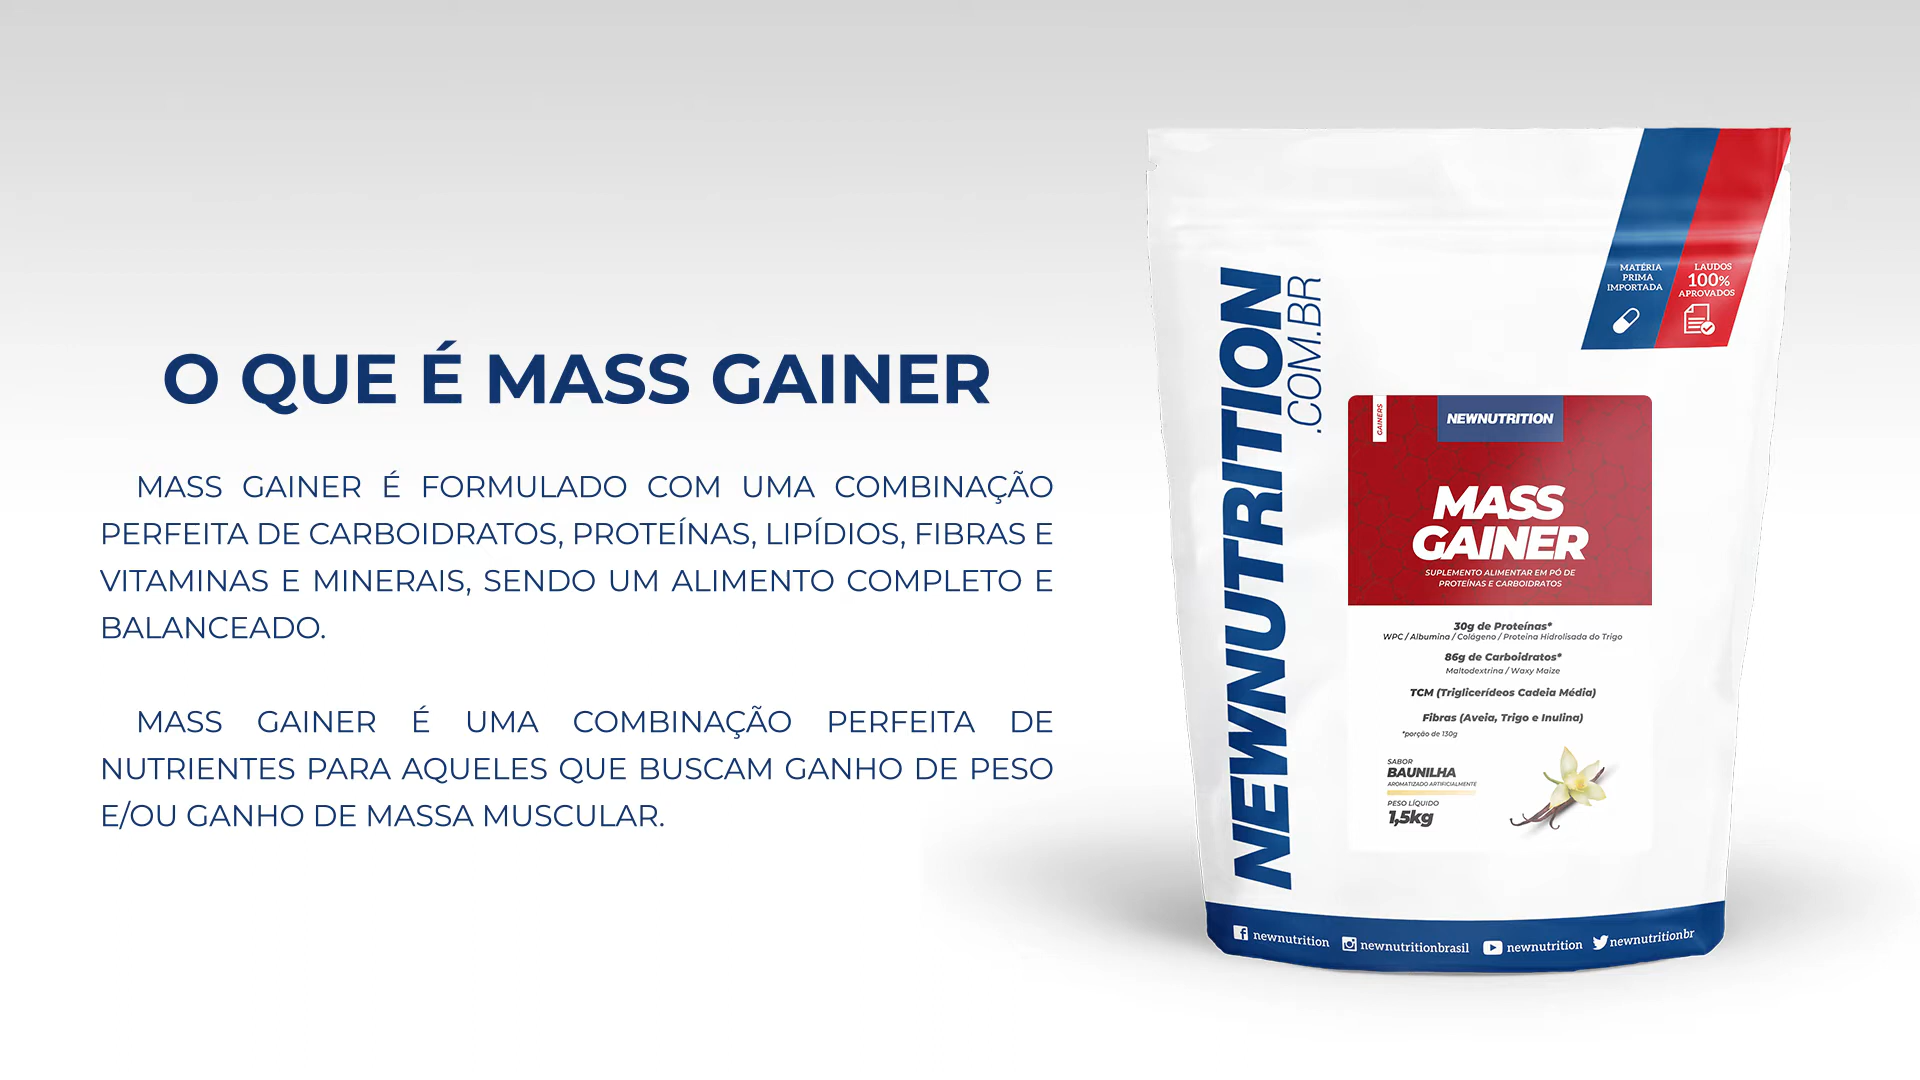 O QUE É MASS GAINER
MASS GAINER É FORMULADO COM UMA COMBINAÇÃO
PERFEITA DE CARBOIDRATOS, PROTEÍNAS, LIPÍDIOS, FIBRAS E
VITAMINAS E MINERAIS, SENDO UM ALIMENTO COMPLETO E
BALANCEADO.
MASS GAINER É UMA COMBINAÇÃO PERFEITA DE
NUTRIENTES PARA AQUELES QUE BUSCAM GANHO DE PESO
E/OU GANHO DE MASSA MUSCULAR.
NEWNUTRITION
.COM.BR
MATÉRIA
PRIMA
IMPORTADA
LAUDOS
100%
APROVADOS
GAINERS
NEWNUTRITION
MASS
GAINER
SUPLEMENTO ALIMENTAR EM PÓ DE
PROTEÍNAS E CARBOIDRATOS
30g de Proteínas*
WPC / Albumina / Colágeno / Proteína Hidrolisada do Trigo
86g de Carboidratos*
Maltodextrina / Waxy Maize
TCM (Triglicerídeos Cadeia Média)
Fibras (Aveia, Trigo e Inulina)
*porção de 130g
SABOR
BAUNILHA
AROMATIZADO ARTIFICIALMENTE
PESO LÍQUIDO
1,5kg
newnutrition newnutritionbrasil newnutrition newnutritionbr